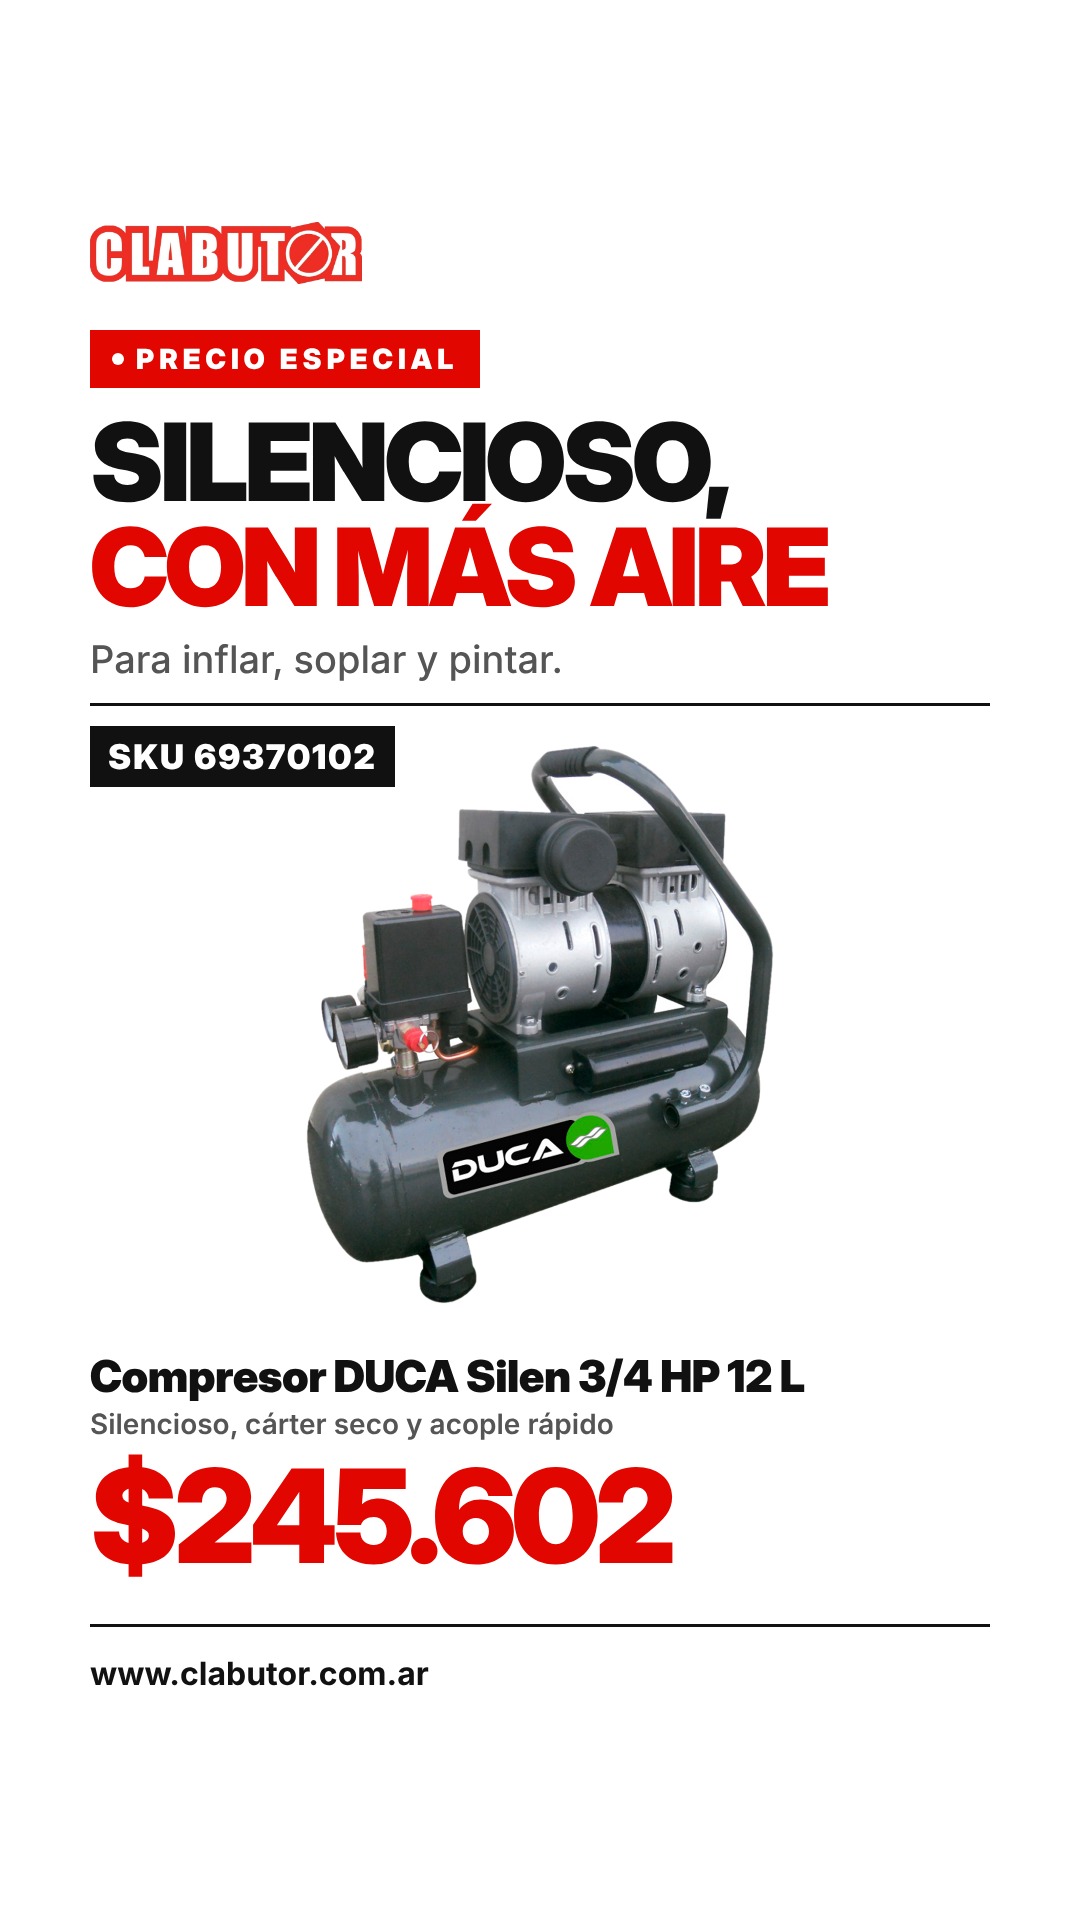 CLABUTOR
• PRECIO ESPECIAL
SILENCIOSO,
CON MÁS AIRE
Para inflar, soplar y pintar.
SKU 69370102
DUCA
Compresor DUCA Silen 3/4 HP 12 L
Silencioso, cárter seco y acople rápido
$245.602
www.clabutor.com.ar